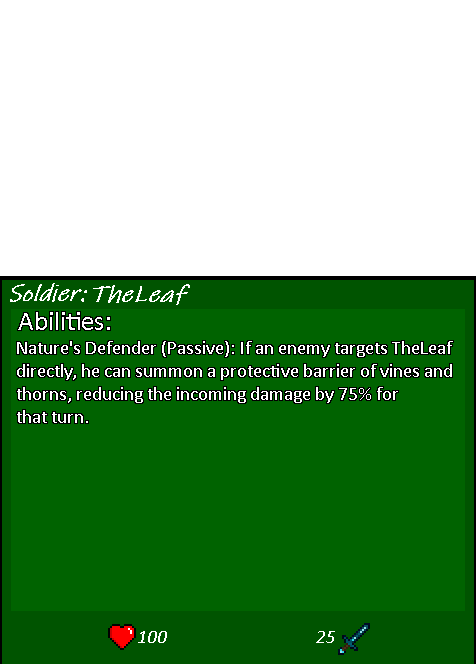 Soldier: TheLeaf
Abilities:
Nature's Defender (Passive): If an enemy targets TheLeaf
directly, he can summon a protective barrier of vines and
thorns, reducing the incoming damage by 75% for
that turn.
100
25